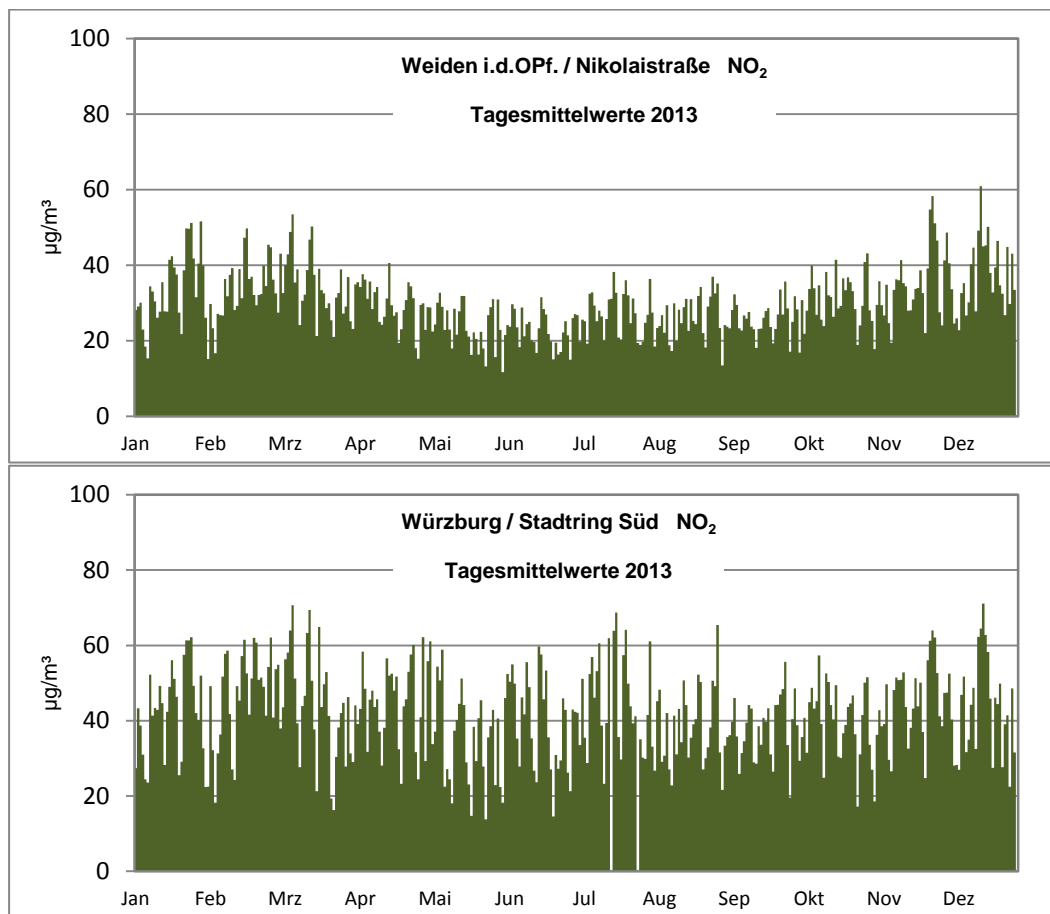 100
80
60
40
20
0
µg/m³
Weiden i.d.OPf. / Nikolaistraße NO₂
Tagesmittelwerte 2013
Jan Feb Mrz Apr Mai Jun Jul Aug Sep Okt Nov Dez
100
80
60
40
20
0
µg/m³
Würzburg / Stadtring Süd NO₂
Tagesmittelwerte 2013
Jan Feb Mrz Apr Mai Jun Jul Aug Sep Okt Nov Dez